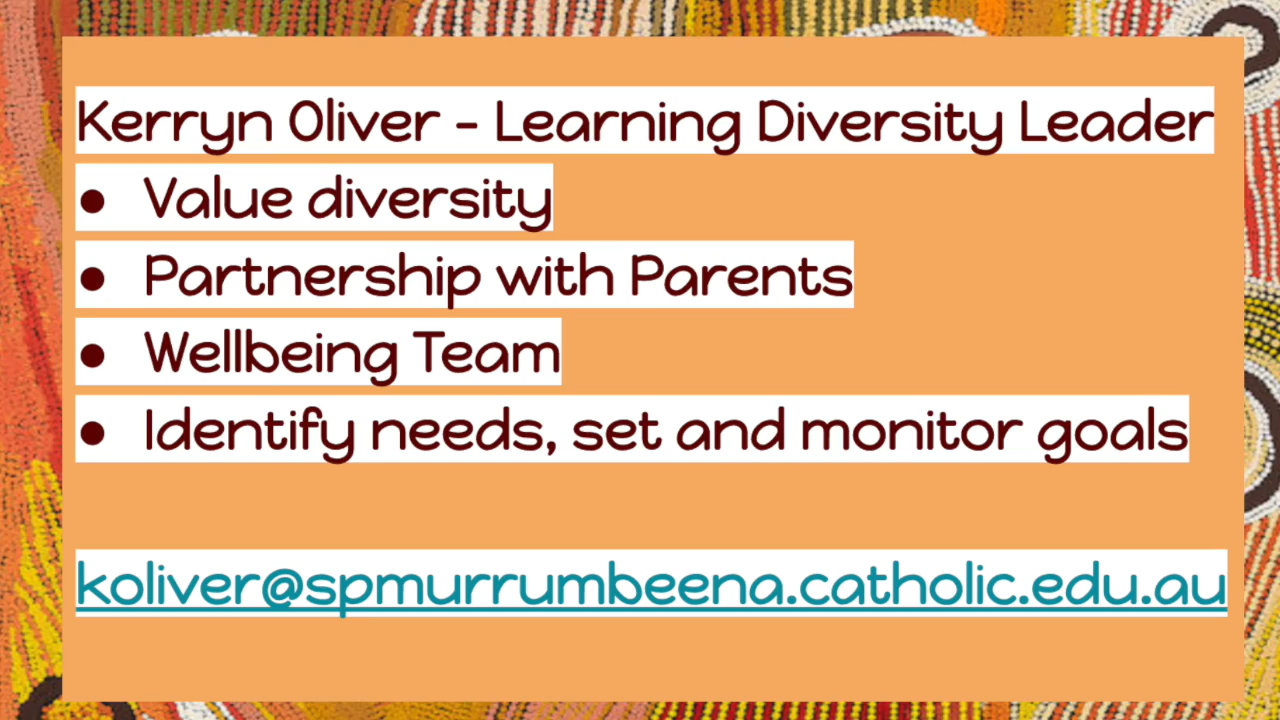 Kerryn Oliver - Learning Diversity Leader
● Value diversity
● Partnership with Parents
● Wellbeing Team
● Identify needs, set and monitor goals
koliver@spmurrumbeena.catholic.edu.au